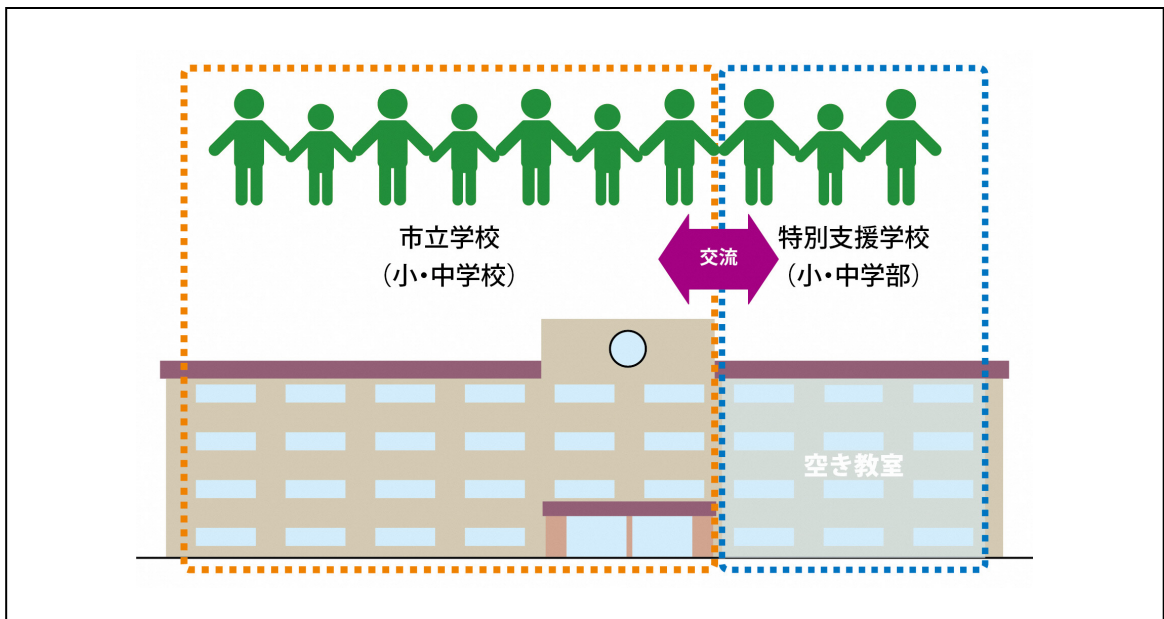 市立学校
（小・中学校）
交流
特別支援学校
（小・中学部）
空き教室